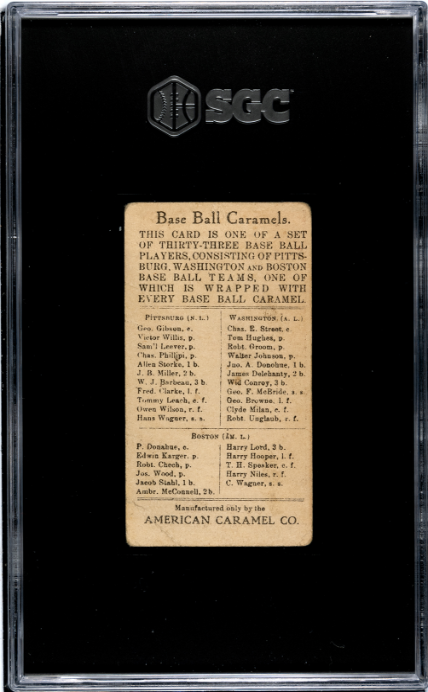 SGC
Base Ball Caramels.
THIS CARD IS ONE OF A SET
OF THIRTY-THREE BASE BALL
PLAYERS, CONSISTING OF PITTS-
BURG, WASHINGTON AND BOSTON
BASE BALL TEAMS, ONE OF
WHICH IS WRAPPED WITH
EVERY BASE BALL CARAMEL.
PITTSBURG (N. L.)
Geo. Gibson, c.
Victor Willis, p.
Sam'l Leever, p.
Chas. Phillipi, p.
Allen Storke, 1 b.
J. B. Miller, 2 b.
W. J. Barbeau, 3 b.
Fred. Clarke, l. f.
Tommy Leach, c. f.
Owen Wilson, r. f.
Hans Wagner, s. s.
WASHINGTON, (A. L.)
Chas. E. Street, c.
Tom Hughes, p.
Robt. Groom, p.
Walter Johnson, p.
Jno. A. Donohue, 1 b.
James Delehanty, 2 b.
Wid Conroy, 3 b.
Geo. F. McBride, s. s.
Geo. Browne, l. f.
Clyde Milan, c. f.
Robt. Unglaub, r. f.
BOSTON (AM. L.)
P. Donahue, c.
Edwin Karger, p.
Robt. Chech, p.
Jos. Wood, p.
Jacob Stahl, 1 b.
Ambr. McConnell, 2 b.
Harry Lord, 3 b.
Harry Hooper, l. f.
T. H. Speaker, c. f.
Harry Niles, r. f.
C. Wagner, s. s.
Manufactured only by the
AMERICAN CARAMEL CO.